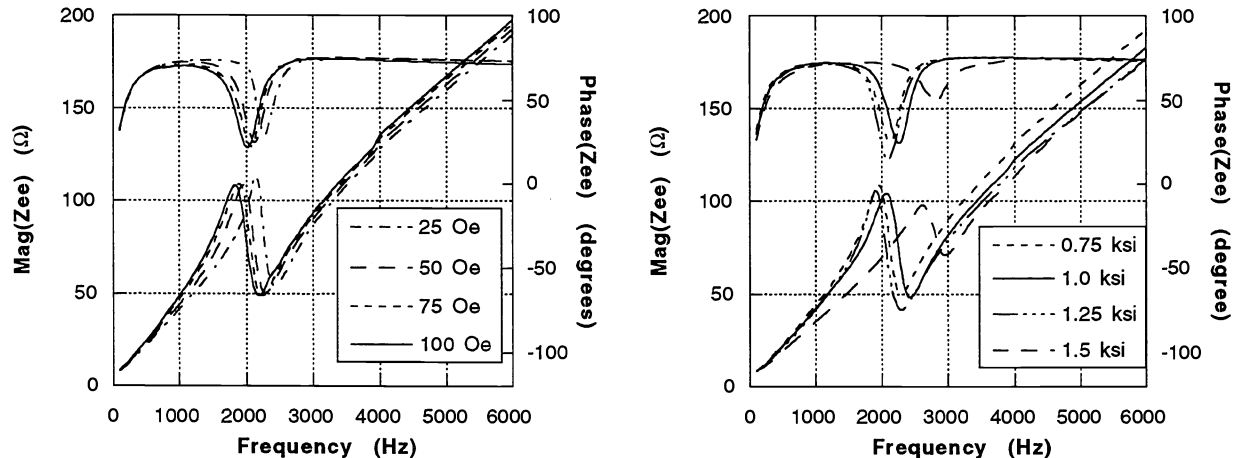 200
150
100
50
0
Mag(Zee) (Ω)
100
50
0
-50
-100
Phase(Zee) (degrees)
25 Oe
50 Oe
75 Oe
100 Oe
0 1000 2000 3000 4000 5000 6000
Frequency (Hz)
200
150
100
50
0
Mag(Zee) (Ω)
100
50
0
-50
-100
Phase(Zee) (degree)
0.75 ksi
1.0 ksi
1.25 ksi
1.5 ksi
0 1000 2000 3000 4000 5000 6000
Frequency (Hz)